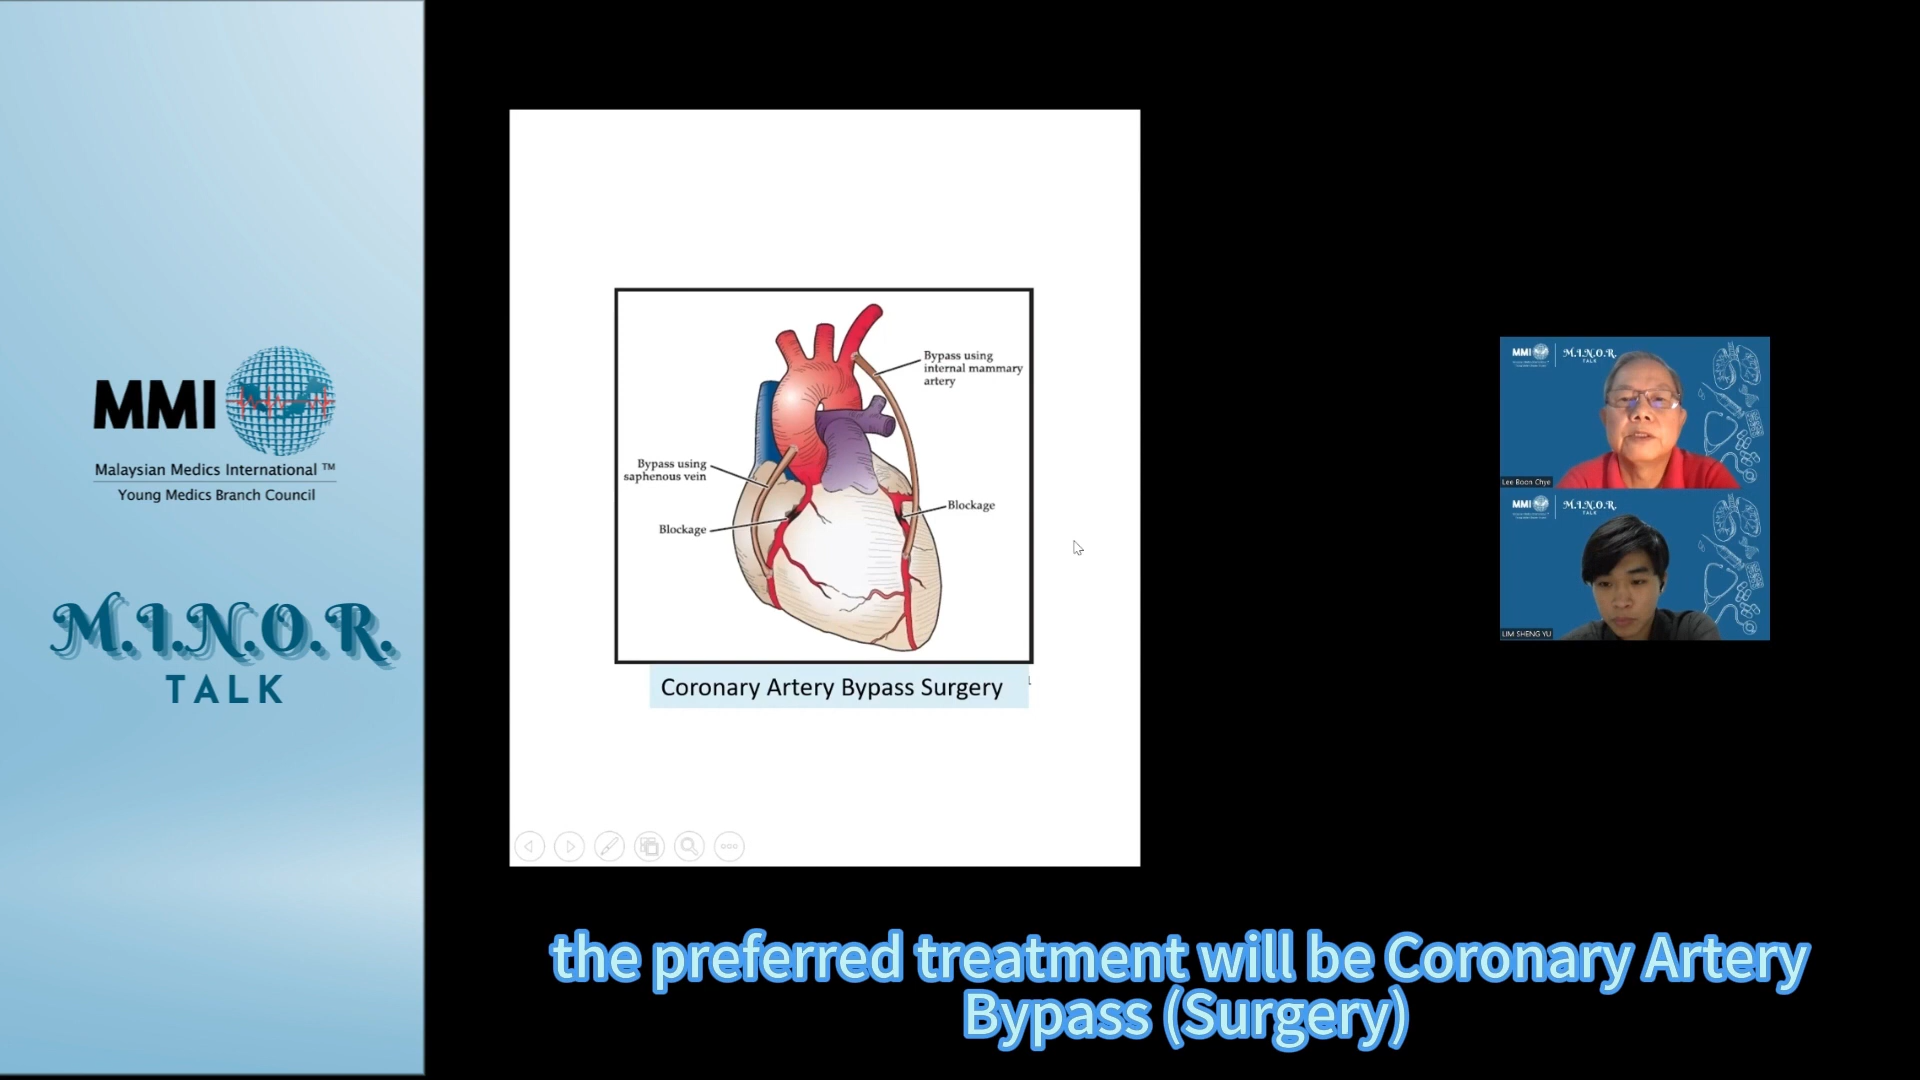 MMI
Malaysian Medics International ™
Young Medics Branch Council
M.I.N.O.R.
TALK
Bypass using
internal mammary
artery
Bypass using
saphenous vein
Blockage
Blockage
Coronary Artery Bypass Surgery
MMI
M.I.N.O.R.
TALK
Lee Boon Chye
MMI
M.I.N.O.R.
TALK
LIM SHENG YU
the preferred treatment will be Coronary Artery
Bypass (Surgery)